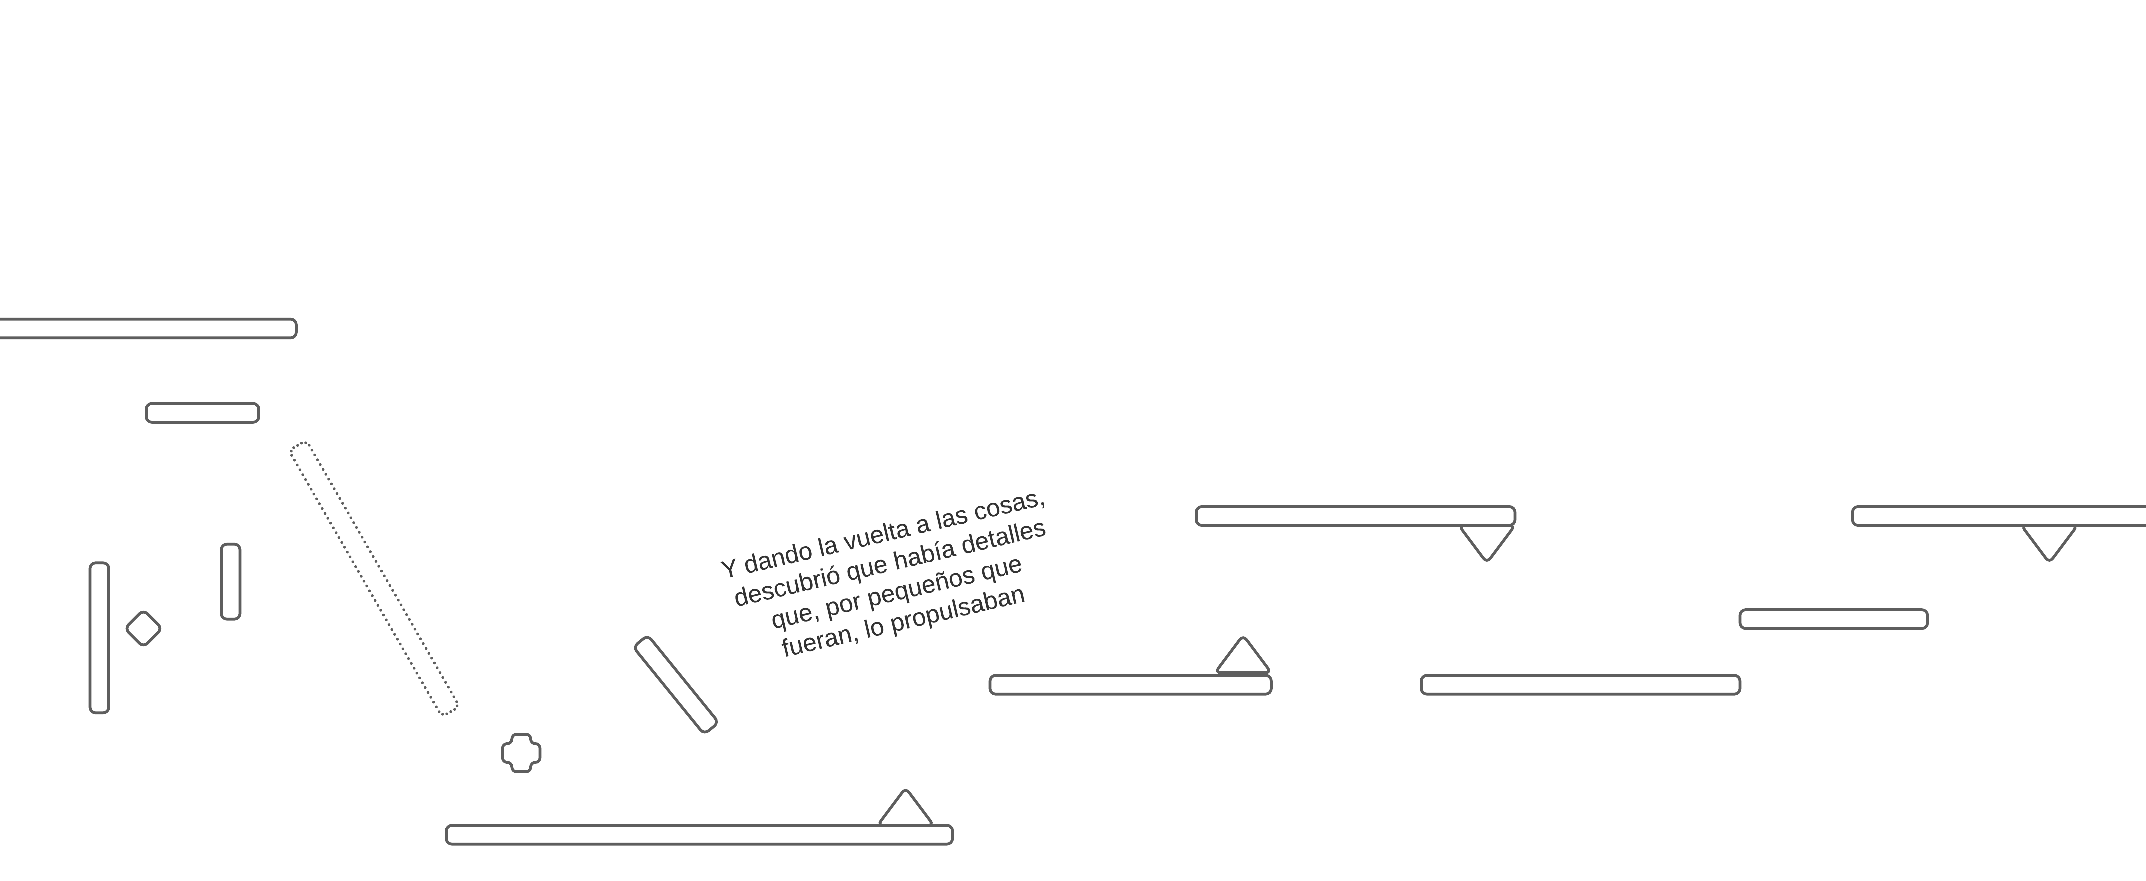 Y dando la vuelta a las cosas,
descubrió que había detalles
que, por pequeños que
fueran, lo propulsaban